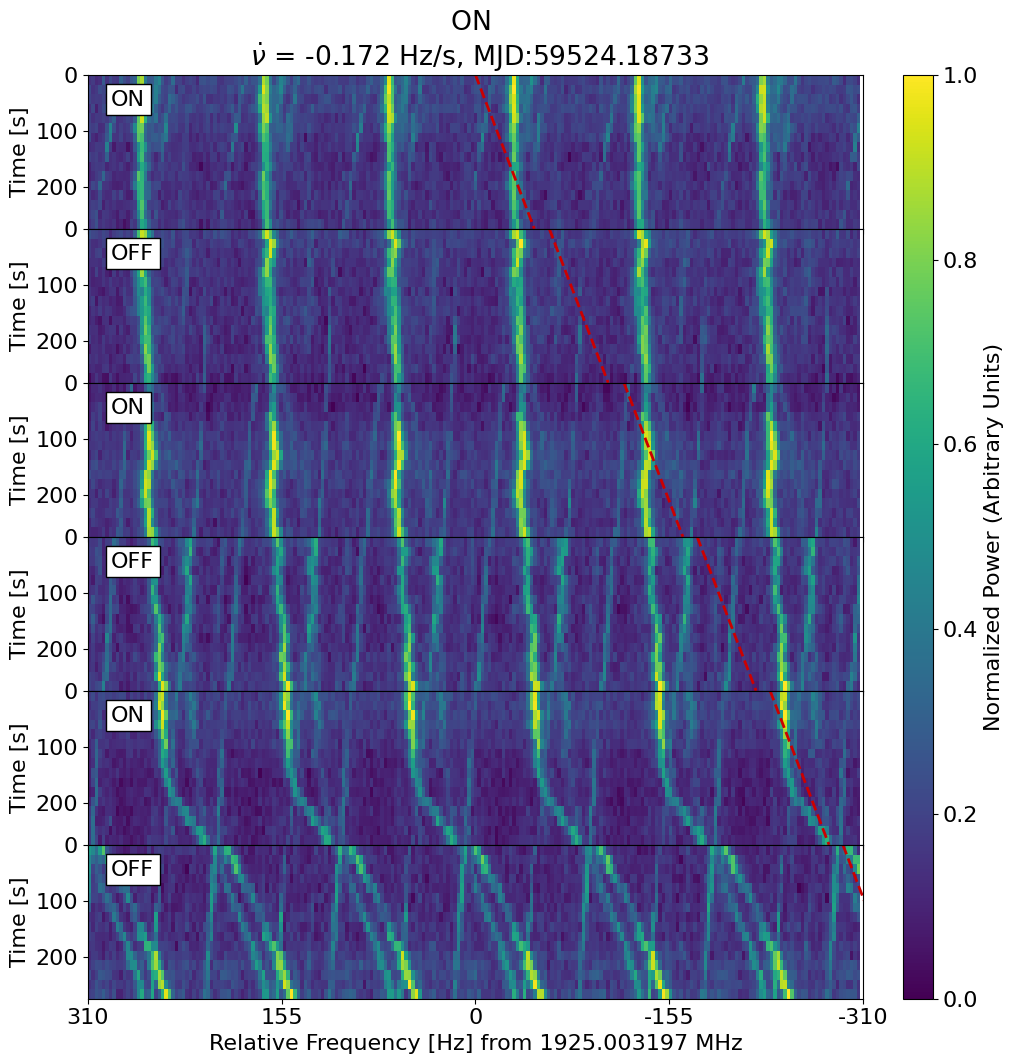 ON
ν̇ = -0.172 Hz/s, MJD:59524.18733
0
ON
100
200
Time [s]
0
OFF
100
200
Time [s]
0
ON
100
200
Time [s]
0
OFF
100
200
Time [s]
0
ON
100
200
Time [s]
0
OFF
100
200
Time [s]
310 155 0 -155 -310
Relative Frequency [Hz] from 1925.003197 MHz
1.0
0.8
0.6
0.4
0.2
0.0
Normalized Power (Arbitrary Units)